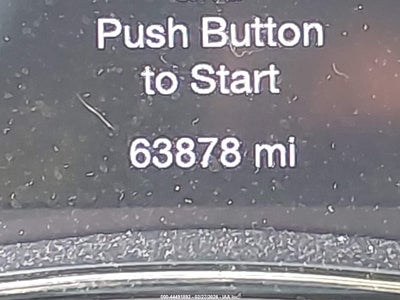 Push Button
to Start
63878 mi